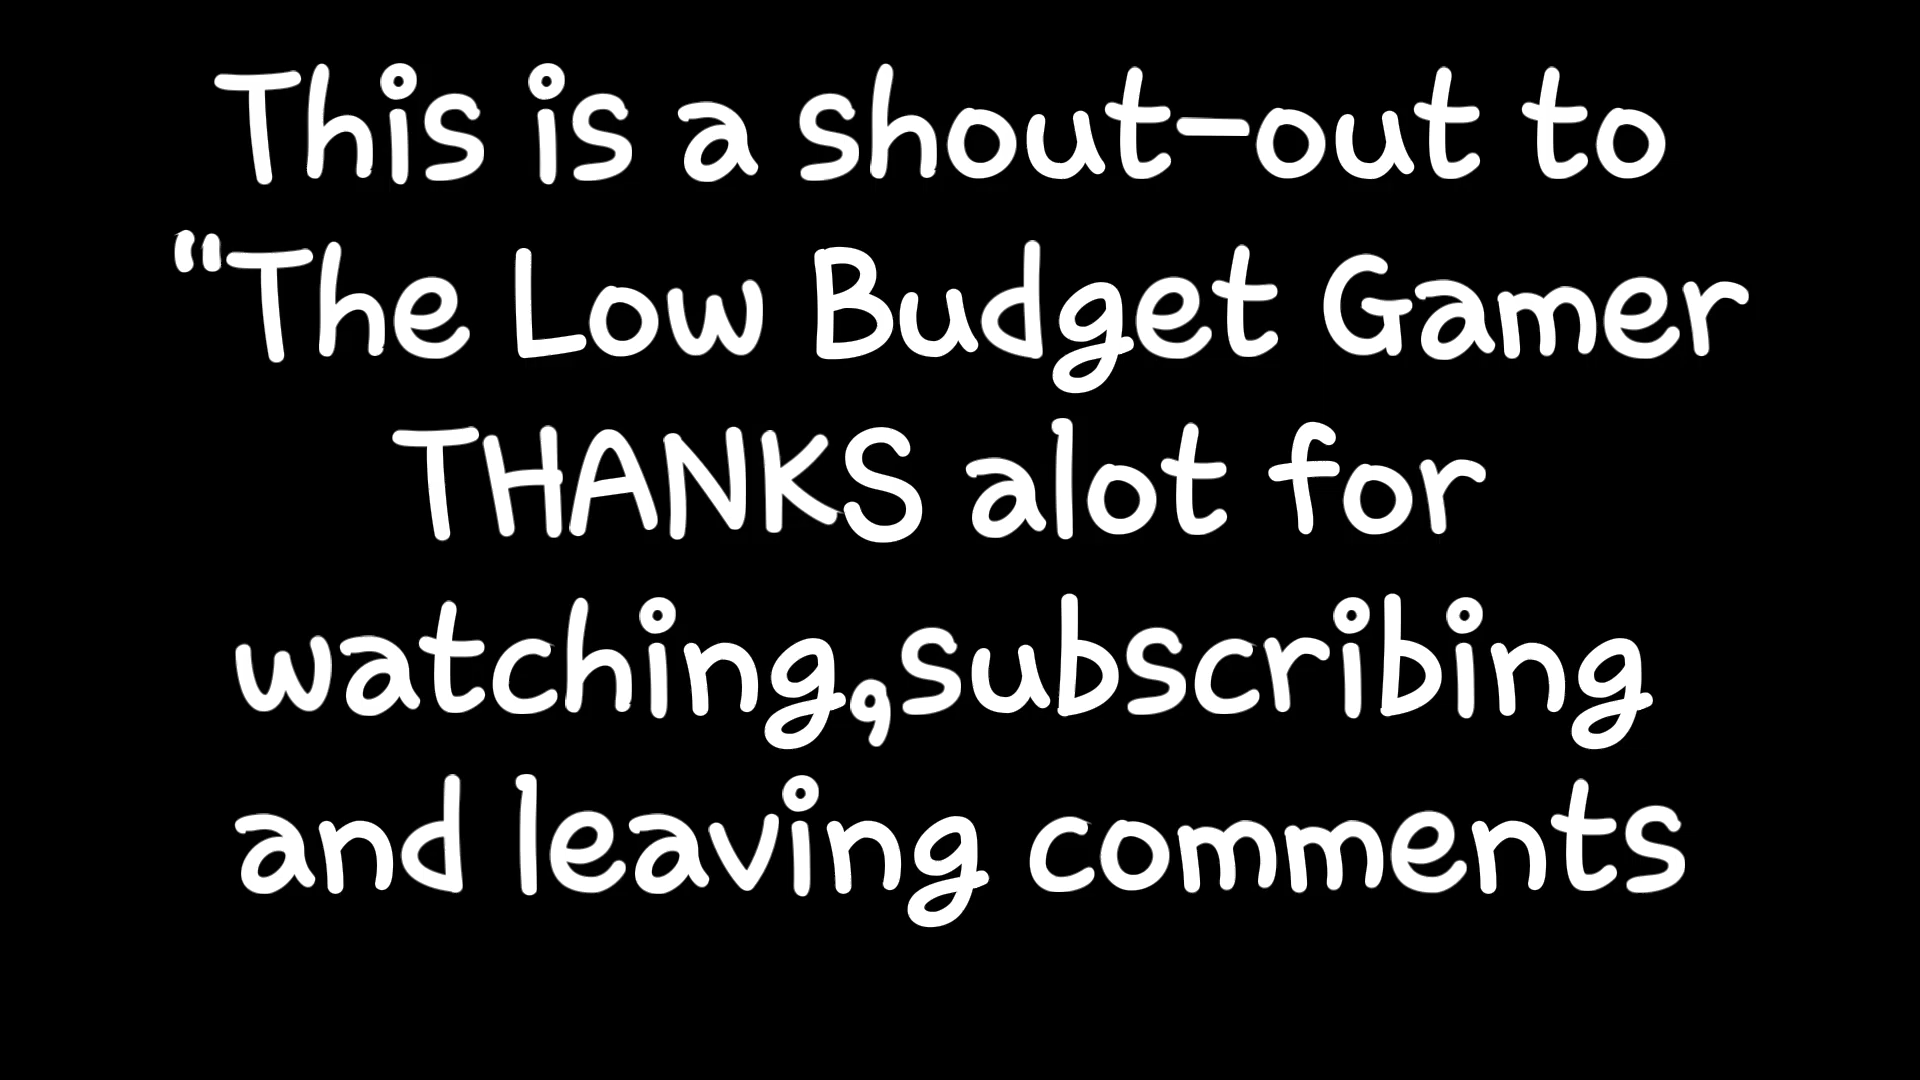 This is a shout-out to
“The Low Budget Gamer
THANKS alot for
watching,subscribing
and leaving comments